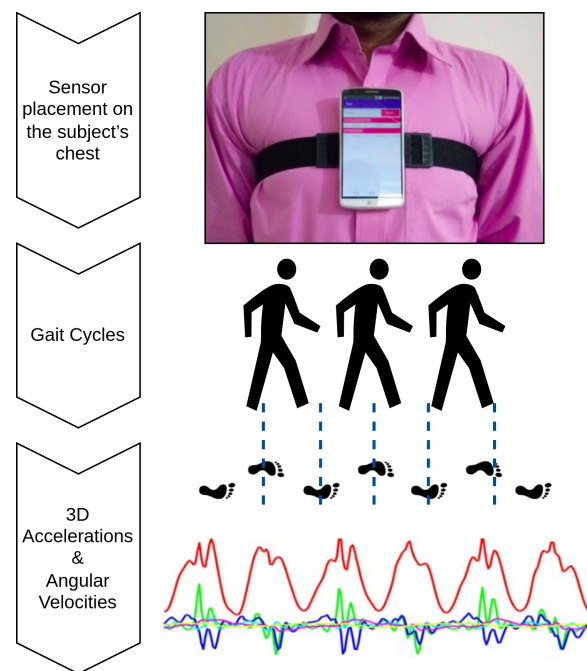 Sensor
placement on
the subject's
chest
Gait Cycles
3D
Accelerations
&
Angular
Velocities